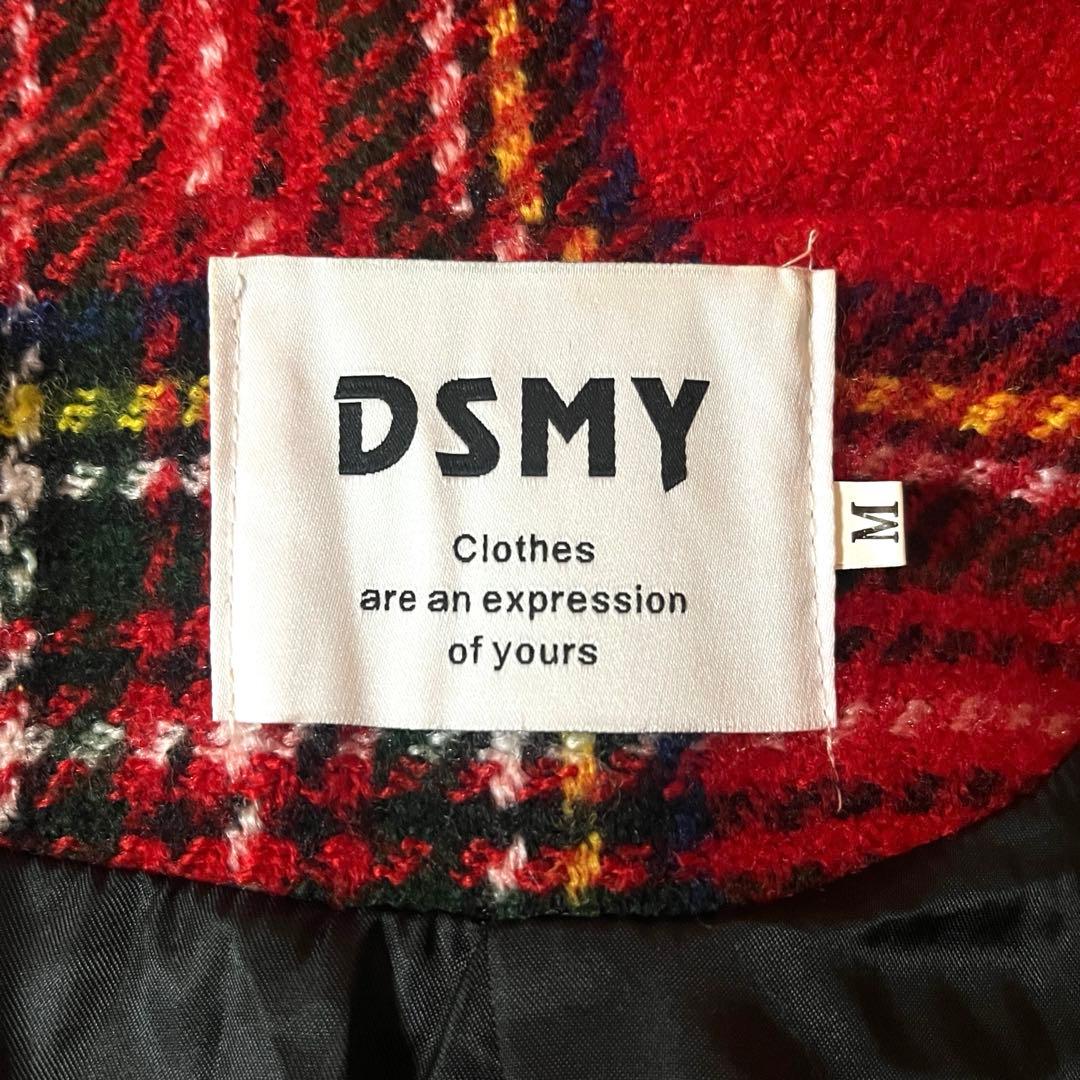 DSMY
Clothes
are an expression
of yours
M